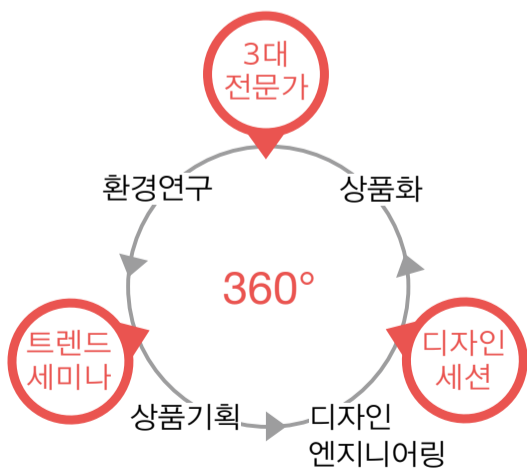 3대
전문가
환경연구
상품화
360°
트렌드
세미나
디자인
세션
상품기획
디자인
엔지니어링